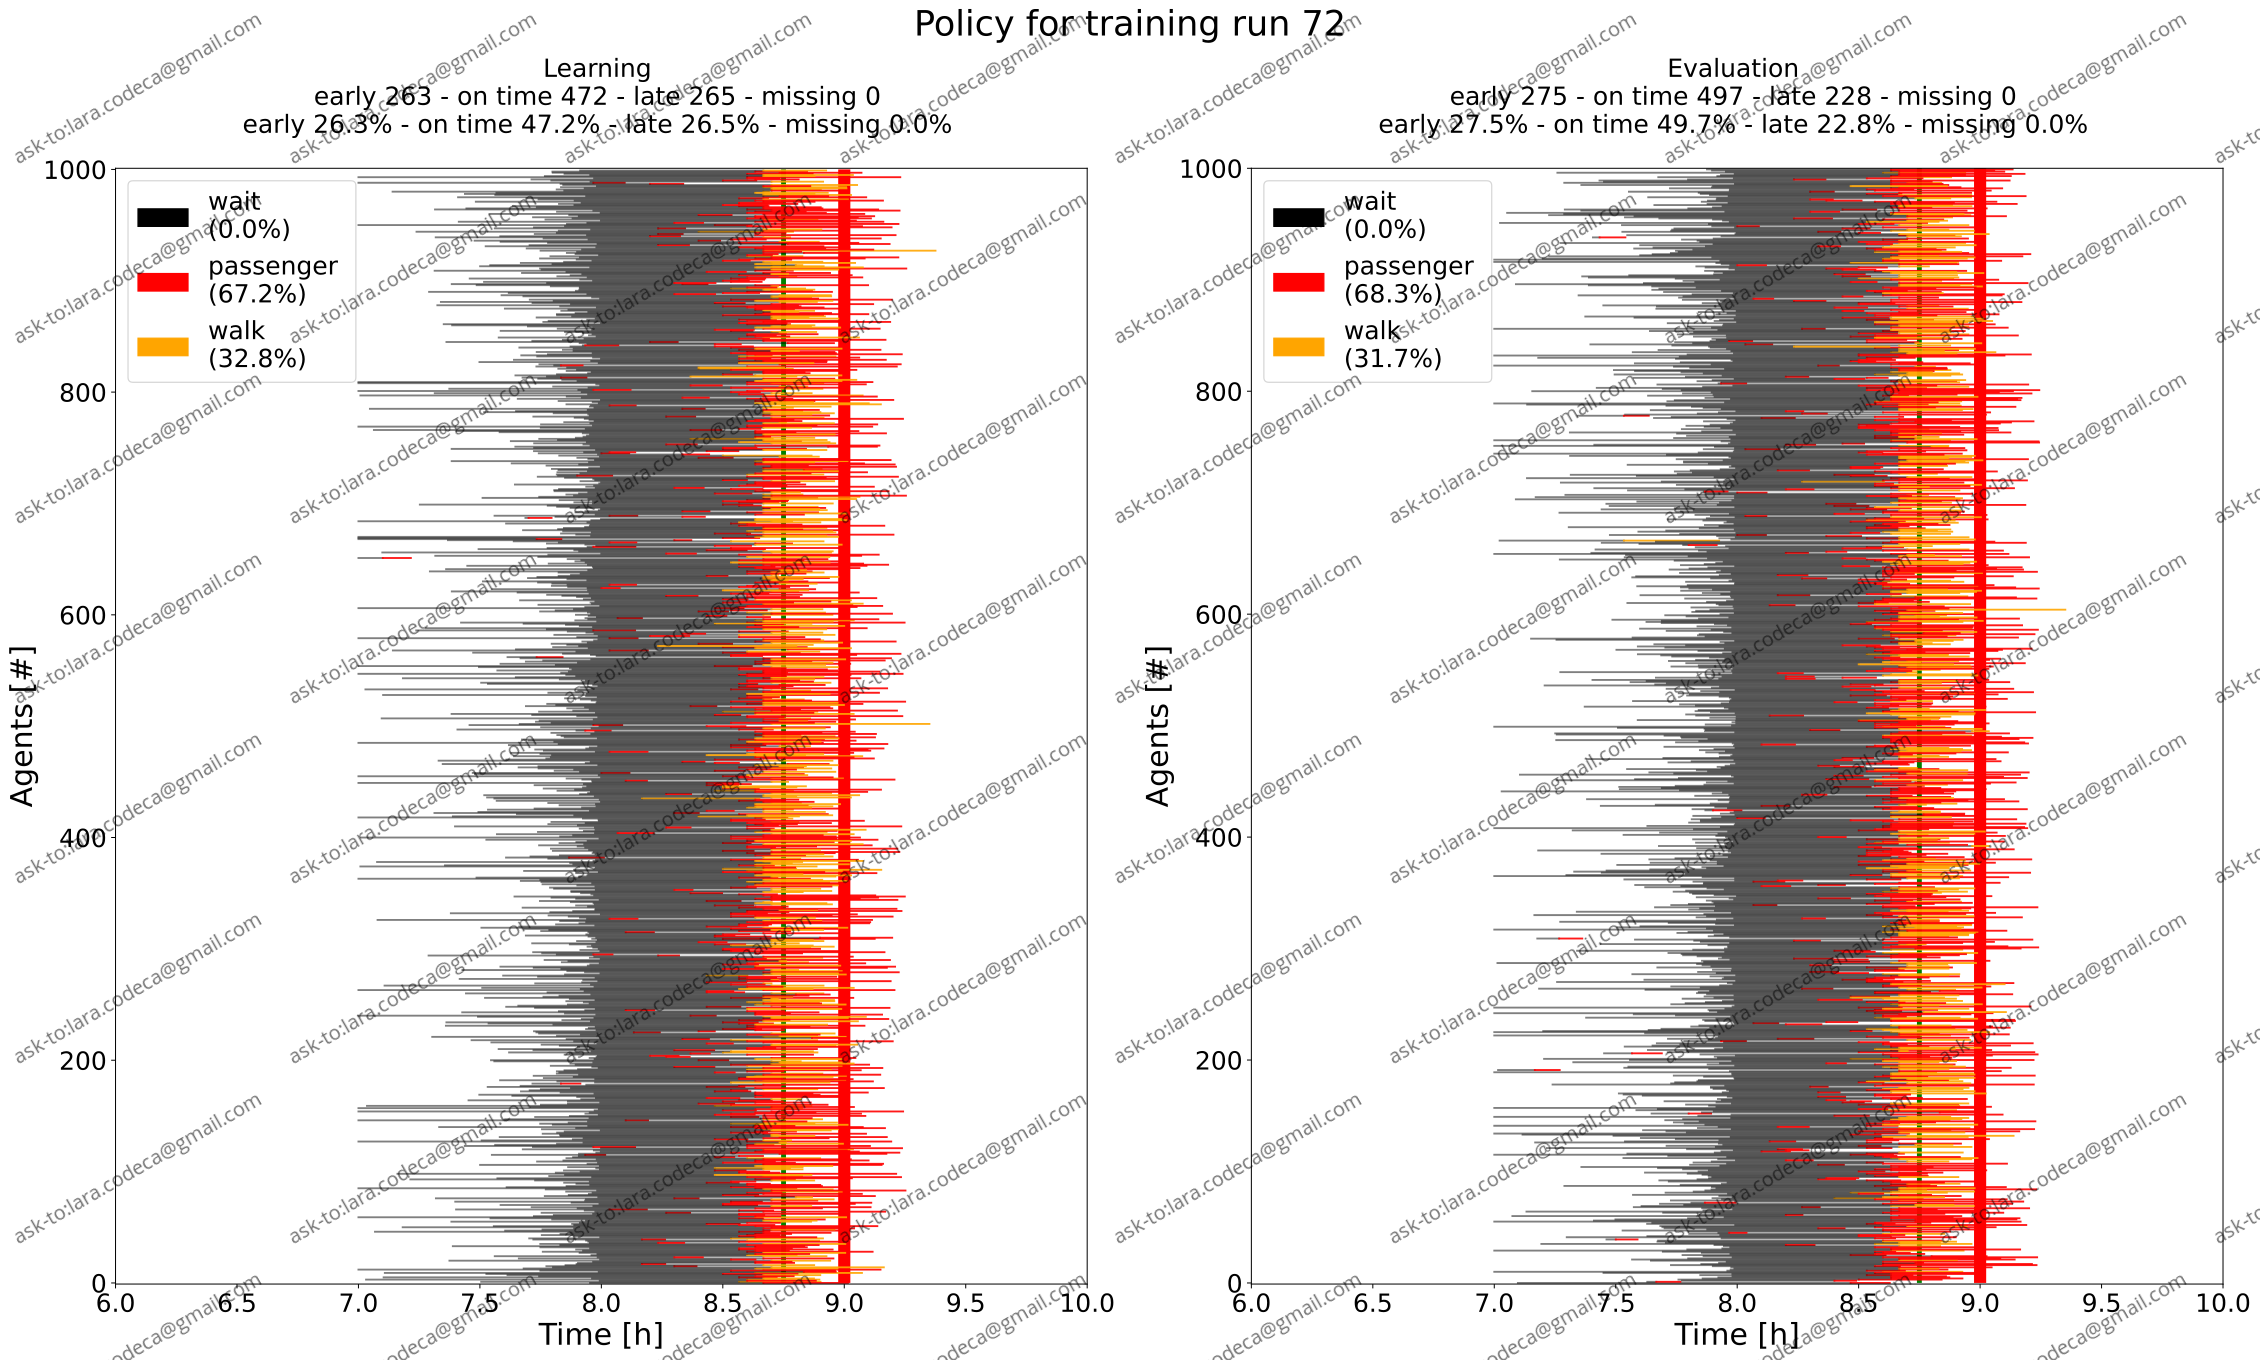 Policy for training run 72
Learning
early 263 - on time 472 - late 265 - missing 0
early 26.3% - on time 47.2% - late 26.5% - missing 0.0%
wait
(0.0%)
passenger
(67.2%)
walk
(32.8%)
Agents [#]
1000
800
600
400
200
0
6.0 6.5 7.0 7.5 8.0 8.5 9.0 9.5 10.0
Time [h]
Evaluation
early 275 - on time 497 - late 228 - missing 0
early 27.5% - on time 49.7% - late 22.8% - missing 0.0%
wait
(0.0%)
passenger
(68.3%)
walk
(31.7%)
Agents [#]
1000
800
600
400
200
0
6.0 6.5 7.0 7.5 8.0 8.5 9.0 9.5 10.0
Time [h]
ask-to:lara.codeca@gmail.com